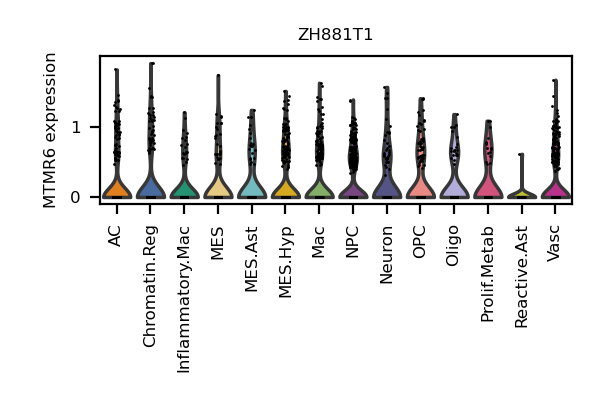 ZH881T1
MTMR6 expression
1
0
AC
Chromatin.Reg
Inflammatory.Mac
MES
MES.Ast
MES.Hyp
Mac
NPC
Neuron
OPC
Oligo
Prolif.Metab
Reactive.Ast
Vasc